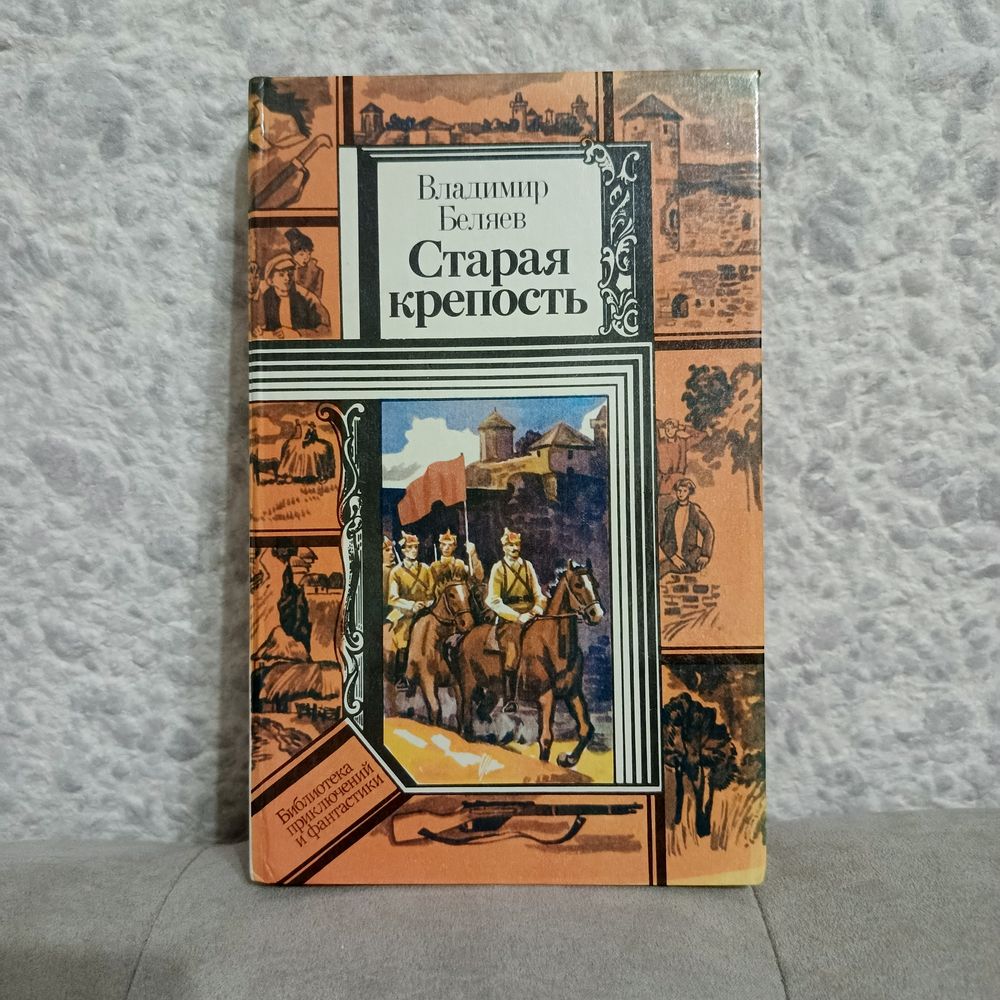 Владимир
Беляев
Старая
крепость
Библиотека
приключений
и фантастики